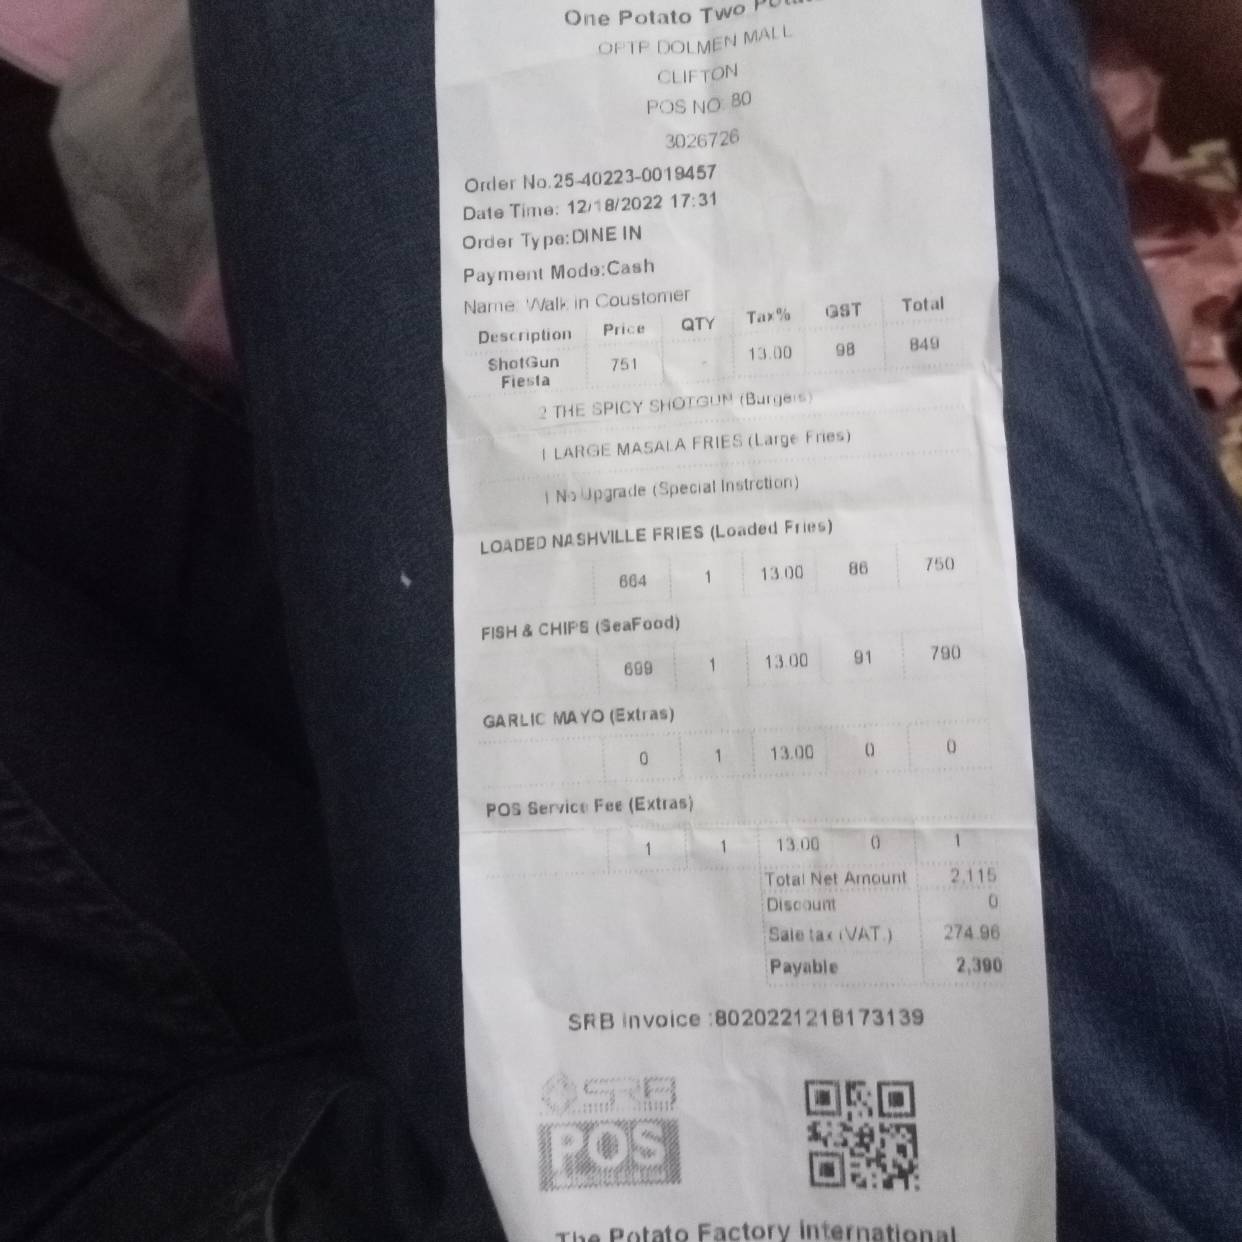 One Potato Two
OPTP DOLMEN MALL
CLIFTON
POS NO 80
3026726
Order No.25-40223-0019457
Date Time: 12/18/2022 17:31
Order Type:DINE IN
Payment Mode:Cash
Name: Walk in Coustomer
Description Price QTY Tax% GST Total
ShotGun Fiesta 751 - 13.00 98 849
2 THE SPICY SHOTGUN (Burgers)
1 LARGE MASALA FRIES (Large Fries)
1 No Upgrade (Special Instrction)
LOADED NASHVILLE FRIES (Loaded Fries)
664 1 13.00 86 750
FISH & CHIPS (SeaFood)
699 1 13.00 91 790
GARLIC MAYO (Extras)
0 1 13.00 0 0
POS Service Fee (Extras)
1 1 13.00 0 1
Total Net Amount 2,115
Discount 0
Sale tax (VAT.) 274.96
Payable 2,390
SRB invoice :8020221218173139
SRB
POS
The Potato Factory International